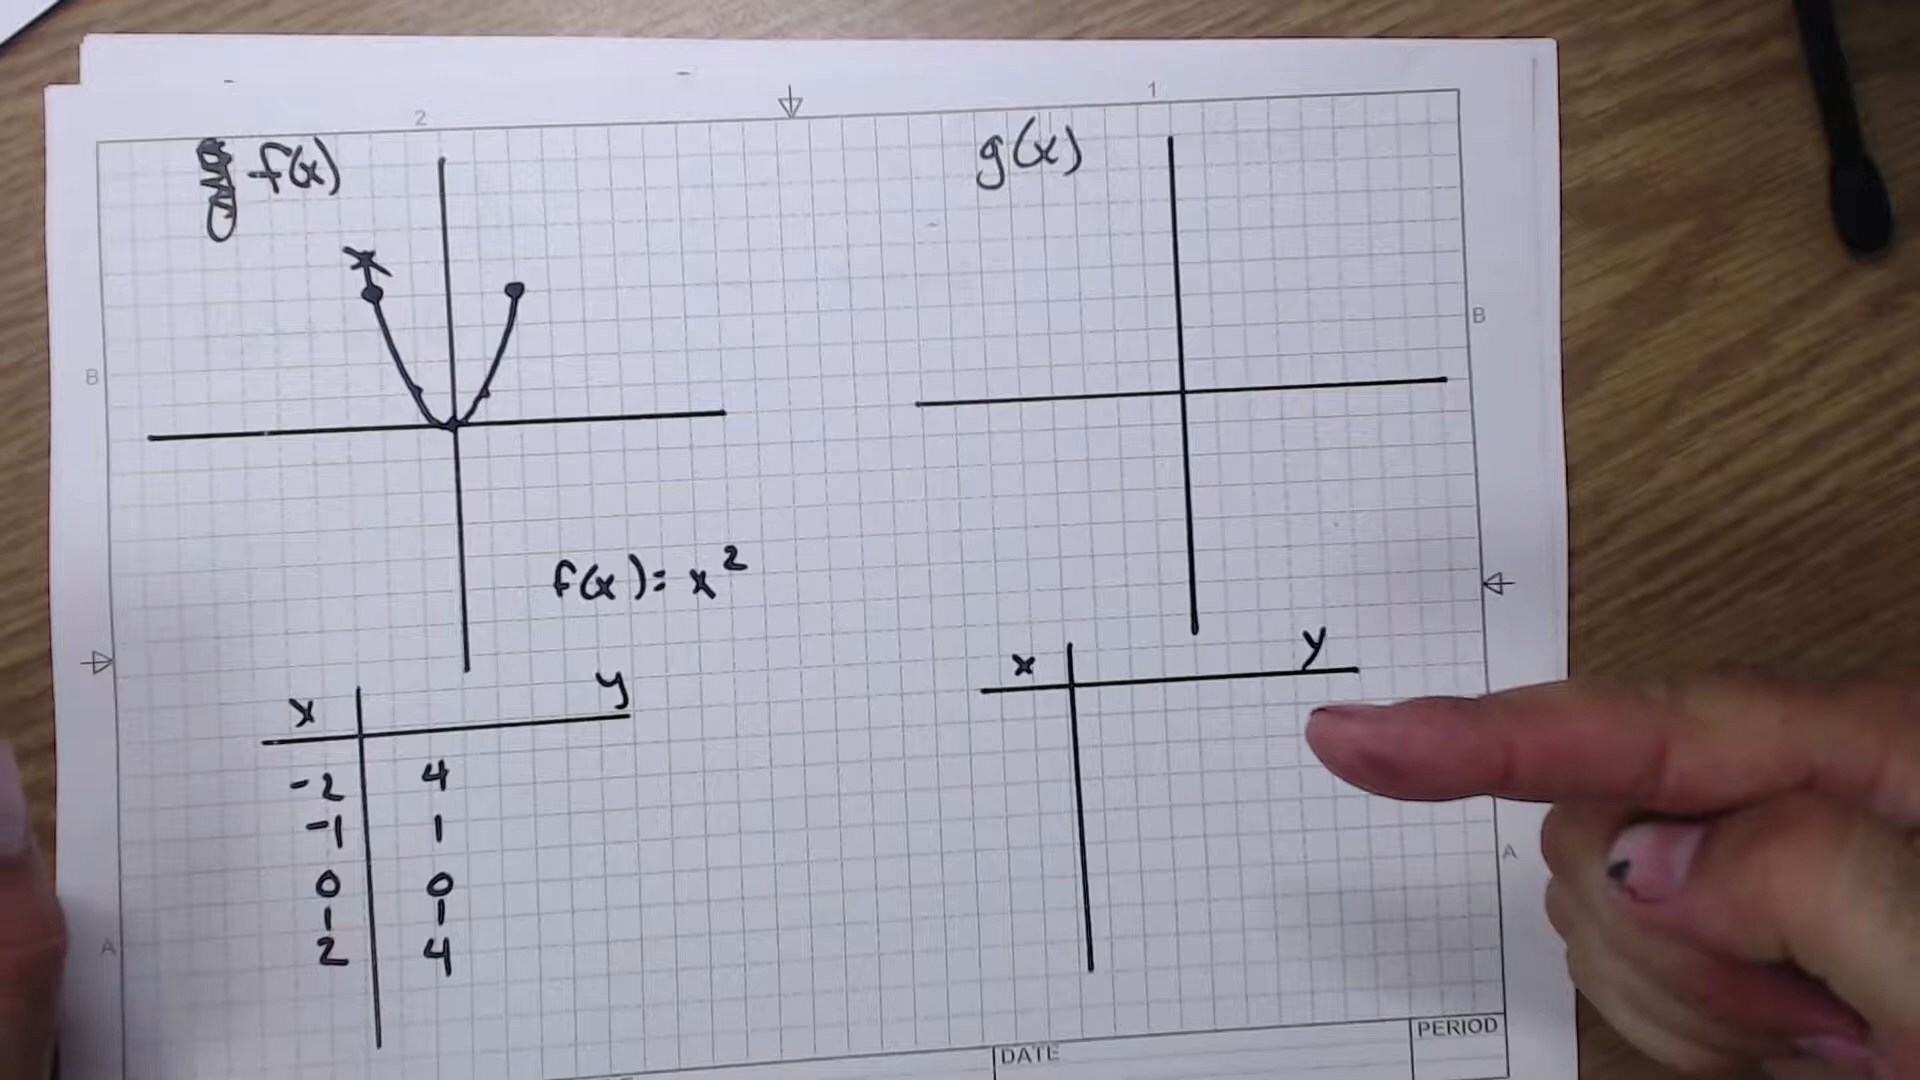 2
1
f(x)
g(x)
B
B
f(x)= x²
x y
-2 4
-1 1
0 0
1 1
2 4
x y
A
A
DATE
PERIOD